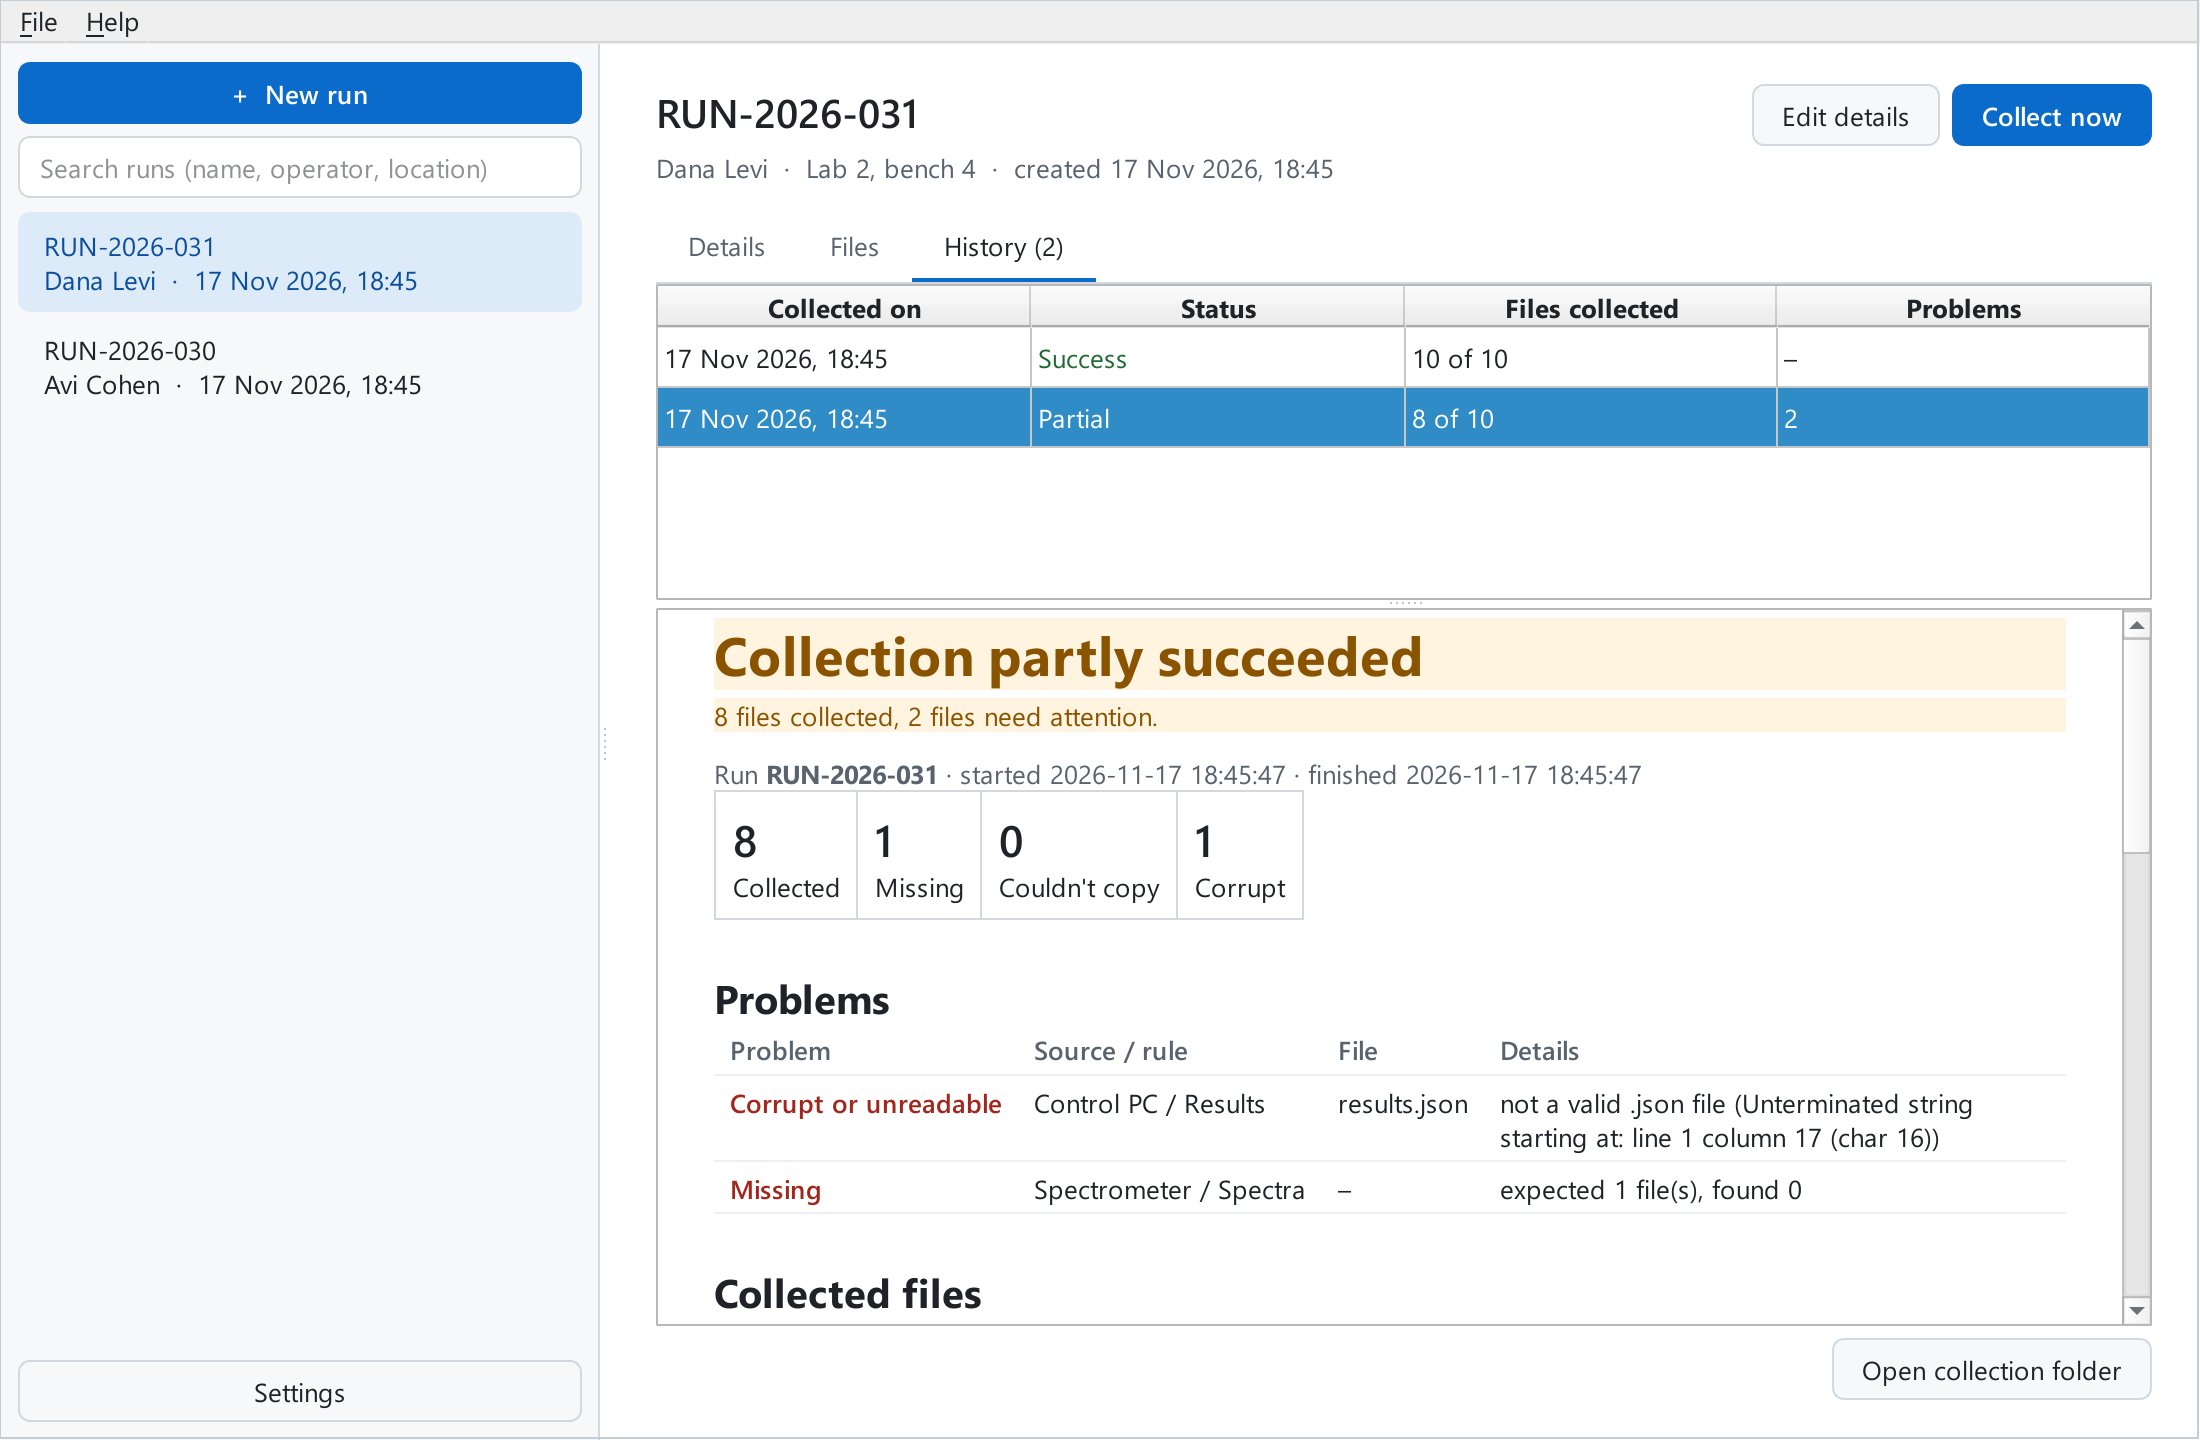 File Help
+ New run
Search runs (name, operator, location)
RUN-2026-031
Dana Levi · 17 Nov 2026, 18:45
RUN-2026-030
Avi Cohen · 17 Nov 2026, 18:45
Settings
RUN-2026-031
Dana Levi · Lab 2, bench 4 · created 17 Nov 2026, 18:45
Edit details
Collect now
Details Files History (2)
Collected on Status Files collected Problems
17 Nov 2026, 18:45 Success 10 of 10 –
17 Nov 2026, 18:45 Partial 8 of 10 2
Collection partly succeeded
8 files collected, 2 files need attention.
Run RUN-2026-031 · started 2026-11-17 18:45:47 · finished 2026-11-17 18:45:47
8 1 0 1
Collected Missing Couldn't copy Corrupt
Problems
Problem Source / rule File Details
Corrupt or unreadable Control PC / Results results.json not a valid .json file (Unterminated string
starting at: line 1 column 17 (char 16))
Missing Spectrometer / Spectra – expected 1 file(s), found 0
Collected files
Open collection folder